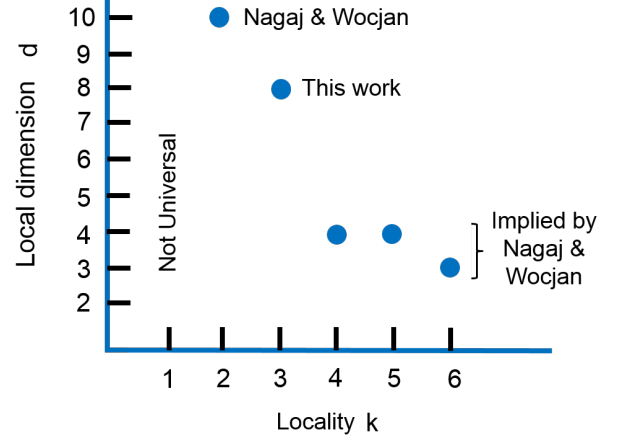 10
Nagaj & Wocjan
9
8
This work
7
6
5
4
3
2
Local dimension d
Not Universal
Implied by
Nagaj &
Wocjan
1 2 3 4 5 6
Locality k